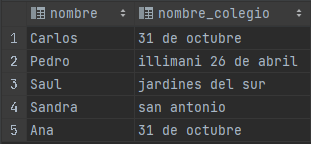 nombre nombre_colegio
1 Carlos 31 de octubre
2 Pedro illimani 26 de abril
3 Saul jardines del sur
4 Sandra san antonio
5 Ana 31 de octubre